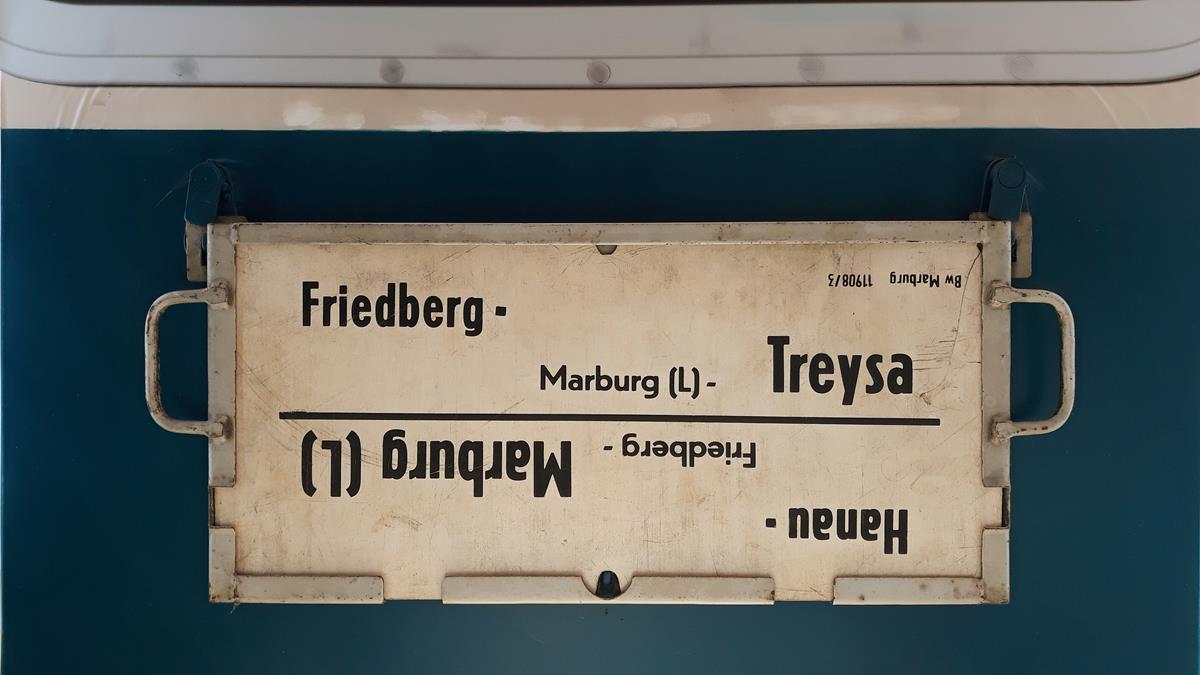 Friedberg -
Marburg (L) - Treysa
Hanau -
Friedberg - Marburg (L)
Bw Marburg 11908/3